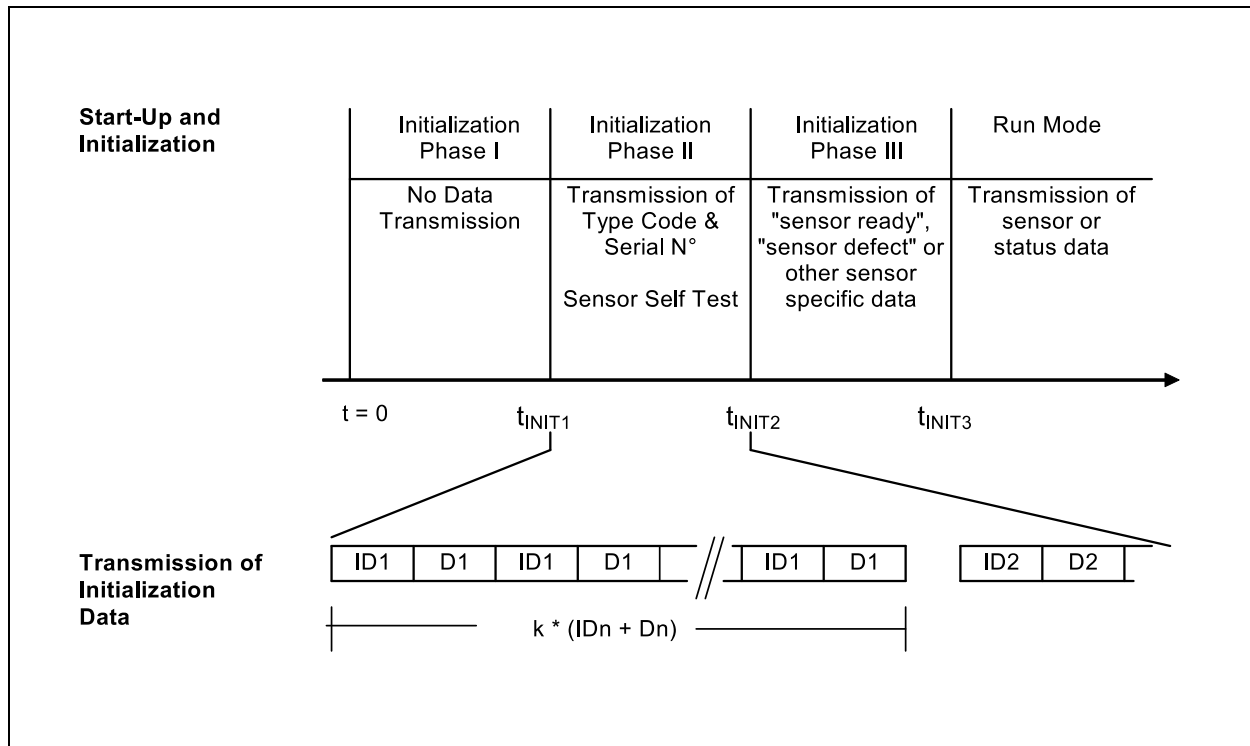 Start-Up and
Initialization
Initialization
Phase I
Initialization
Phase II
Initialization
Phase III
Run Mode
No Data
Transmission
Transmission of
Type Code &
Serial N°
Sensor Self Test
Transmission of
"sensor ready",
"sensor defect" or
other sensor
specific data
Transmission of
sensor or
status data
t = 0
tINIT1
tINIT2
tINIT3
Transmission of
Initialization
Data
ID1 D1 ID1 D1 ID1 D1 ID2 D2
k * (IDn + Dn)